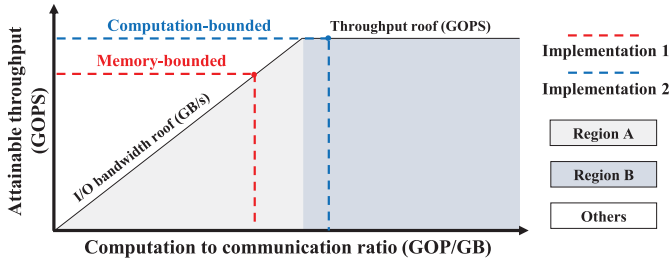 Computation-bounded
Throughput roof (GOPS)
Memory-bounded
I/O bandwidth roof (GB/s)
Attainable throughput
(GOPS)
Computation to communication ratio (GOP/GB)
Implementation 1
Implementation 2
Region A
Region B
Others